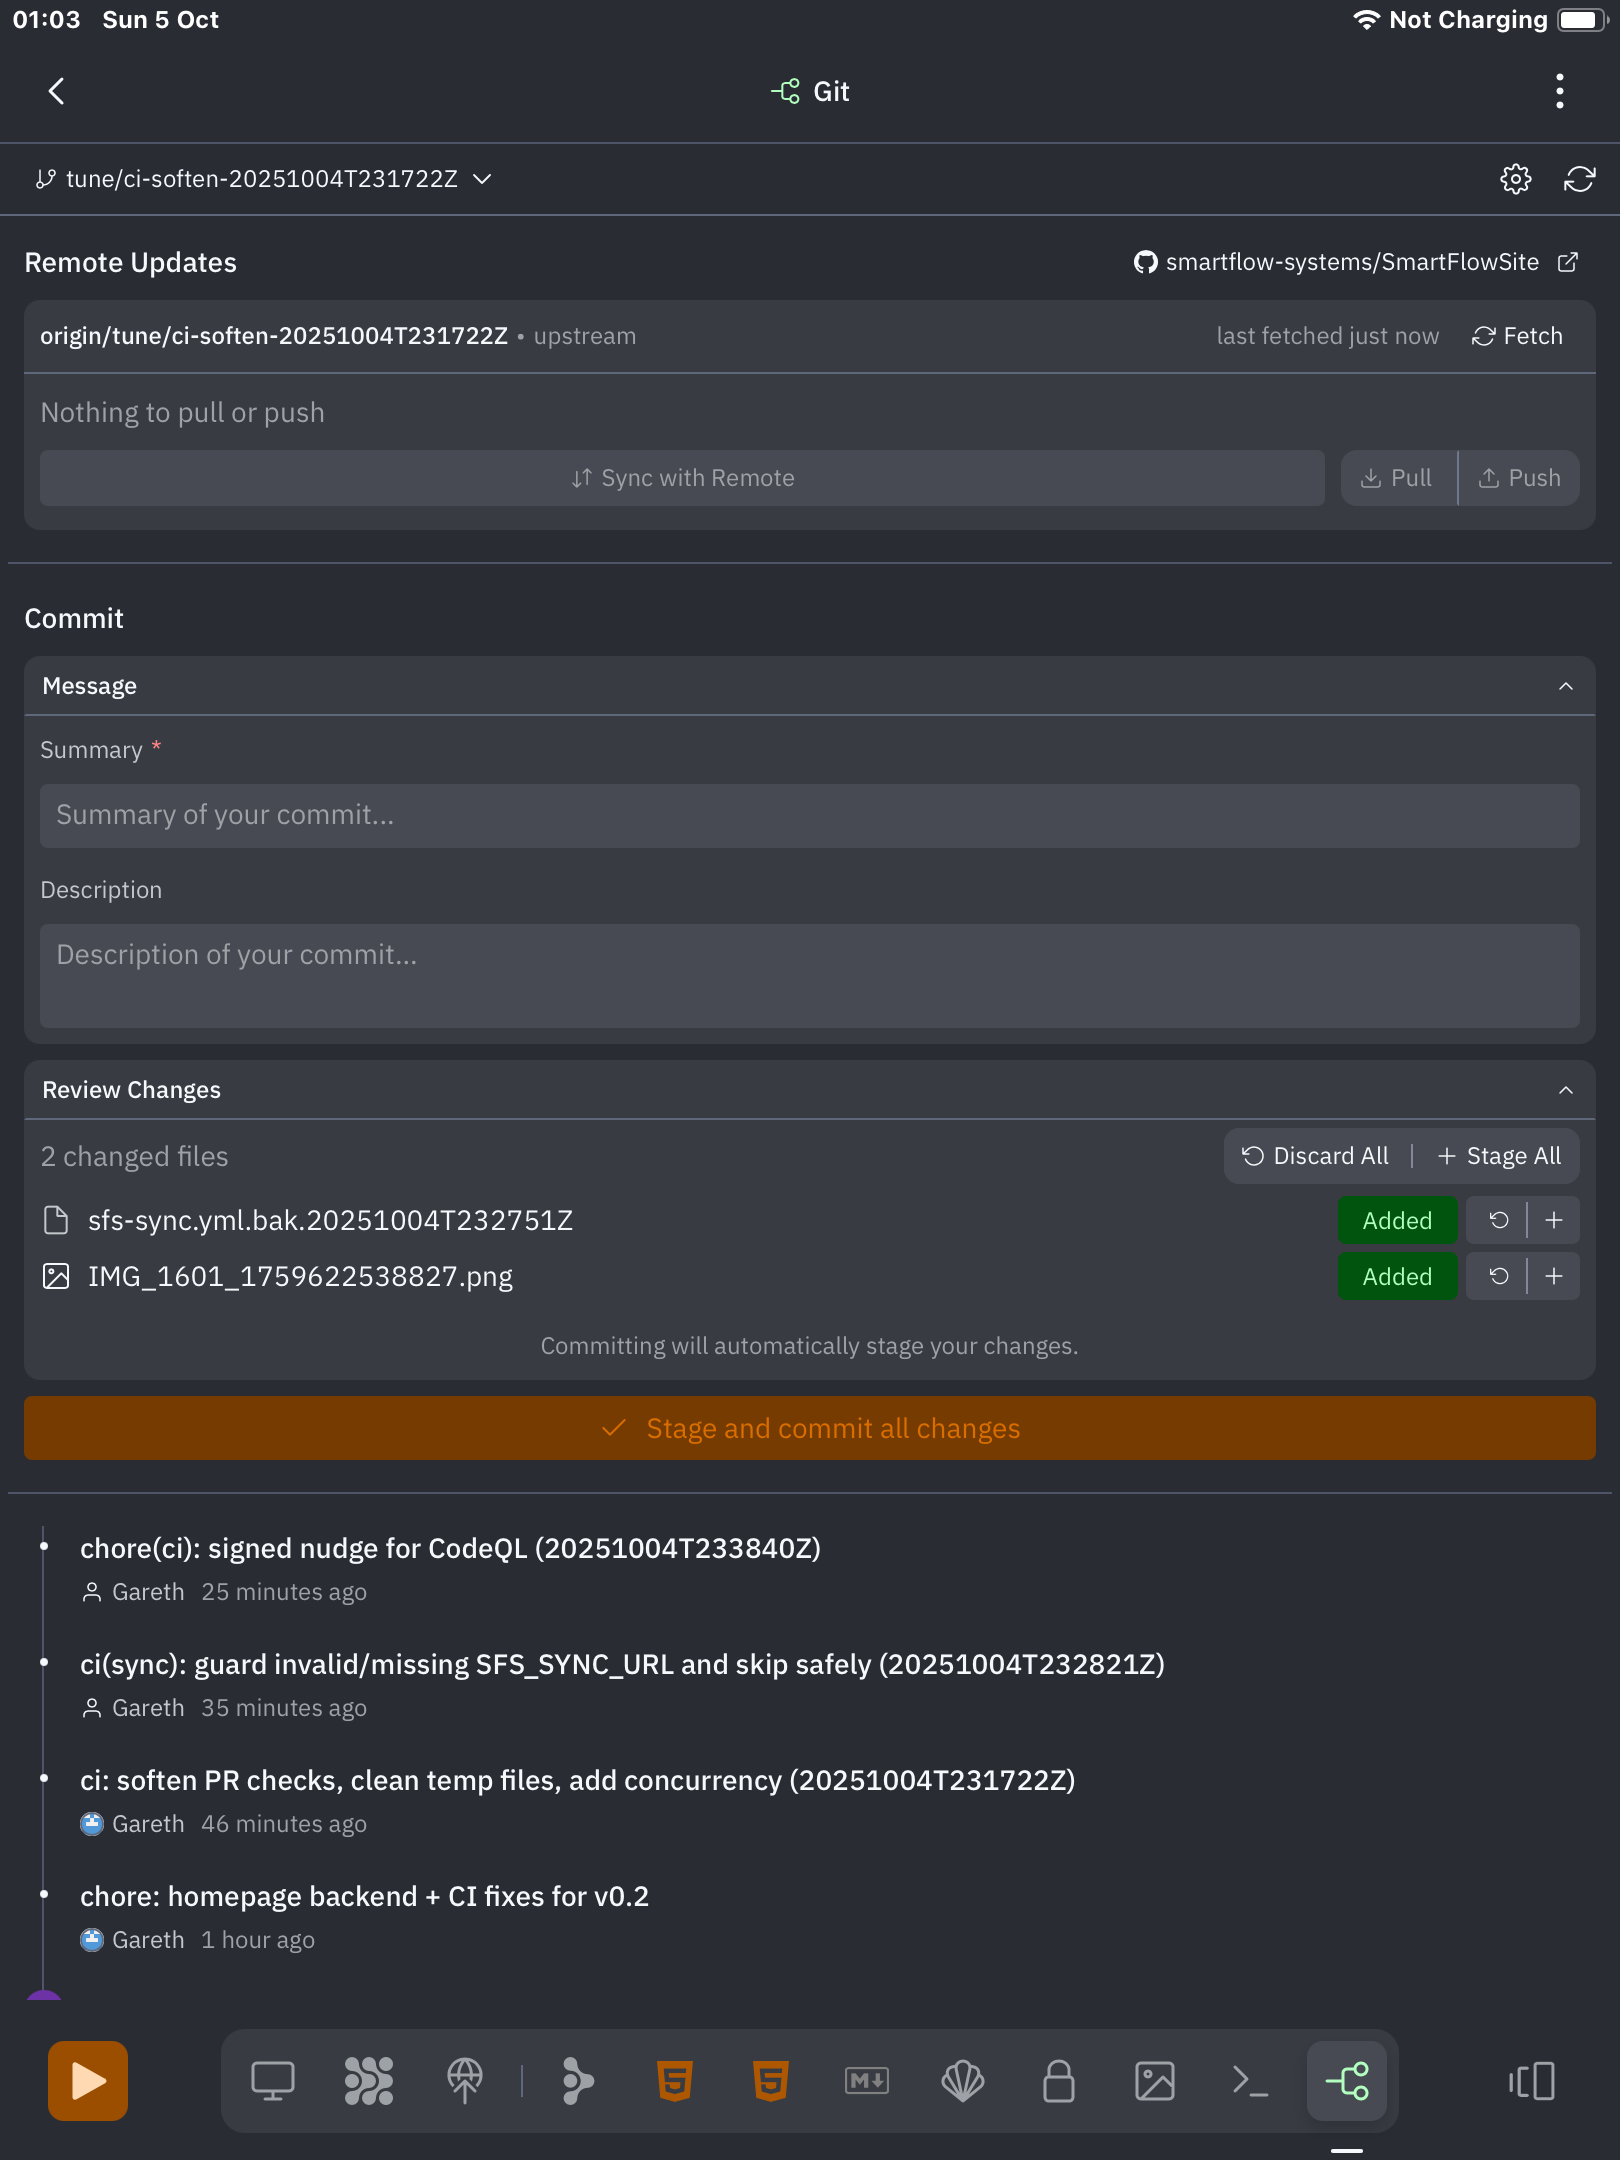 01:03 Sun 5 Oct Not Charging
Git
tune/ci-soften-20251004T231722Z
Remote Updates smartflow-systems/SmartFlowSite
origin/tune/ci-soften-20251004T231722Z • upstream last fetched just now Fetch
Nothing to pull or push
Sync with Remote Pull Push
Commit
Message
Summary *
Summary of your commit...
Description
Description of your commit...
Review Changes
2 changed files Discard All + Stage All
sfs-sync.yml.bak.20251004T232751Z Added
IMG_1601_1759622538827.png Added
Committing will automatically stage your changes.
Stage and commit all changes
chore(ci): signed nudge for CodeQL (20251004T233840Z)
Gareth 25 minutes ago
ci(sync): guard invalid/missing SFS_SYNC_URL and skip safely (20251004T232821Z)
Gareth 35 minutes ago
ci: soften PR checks, clean temp files, add concurrency (20251004T231722Z)
Gareth 46 minutes ago
chore: homepage backend + CI fixes for v0.2
Gareth 1 hour ago